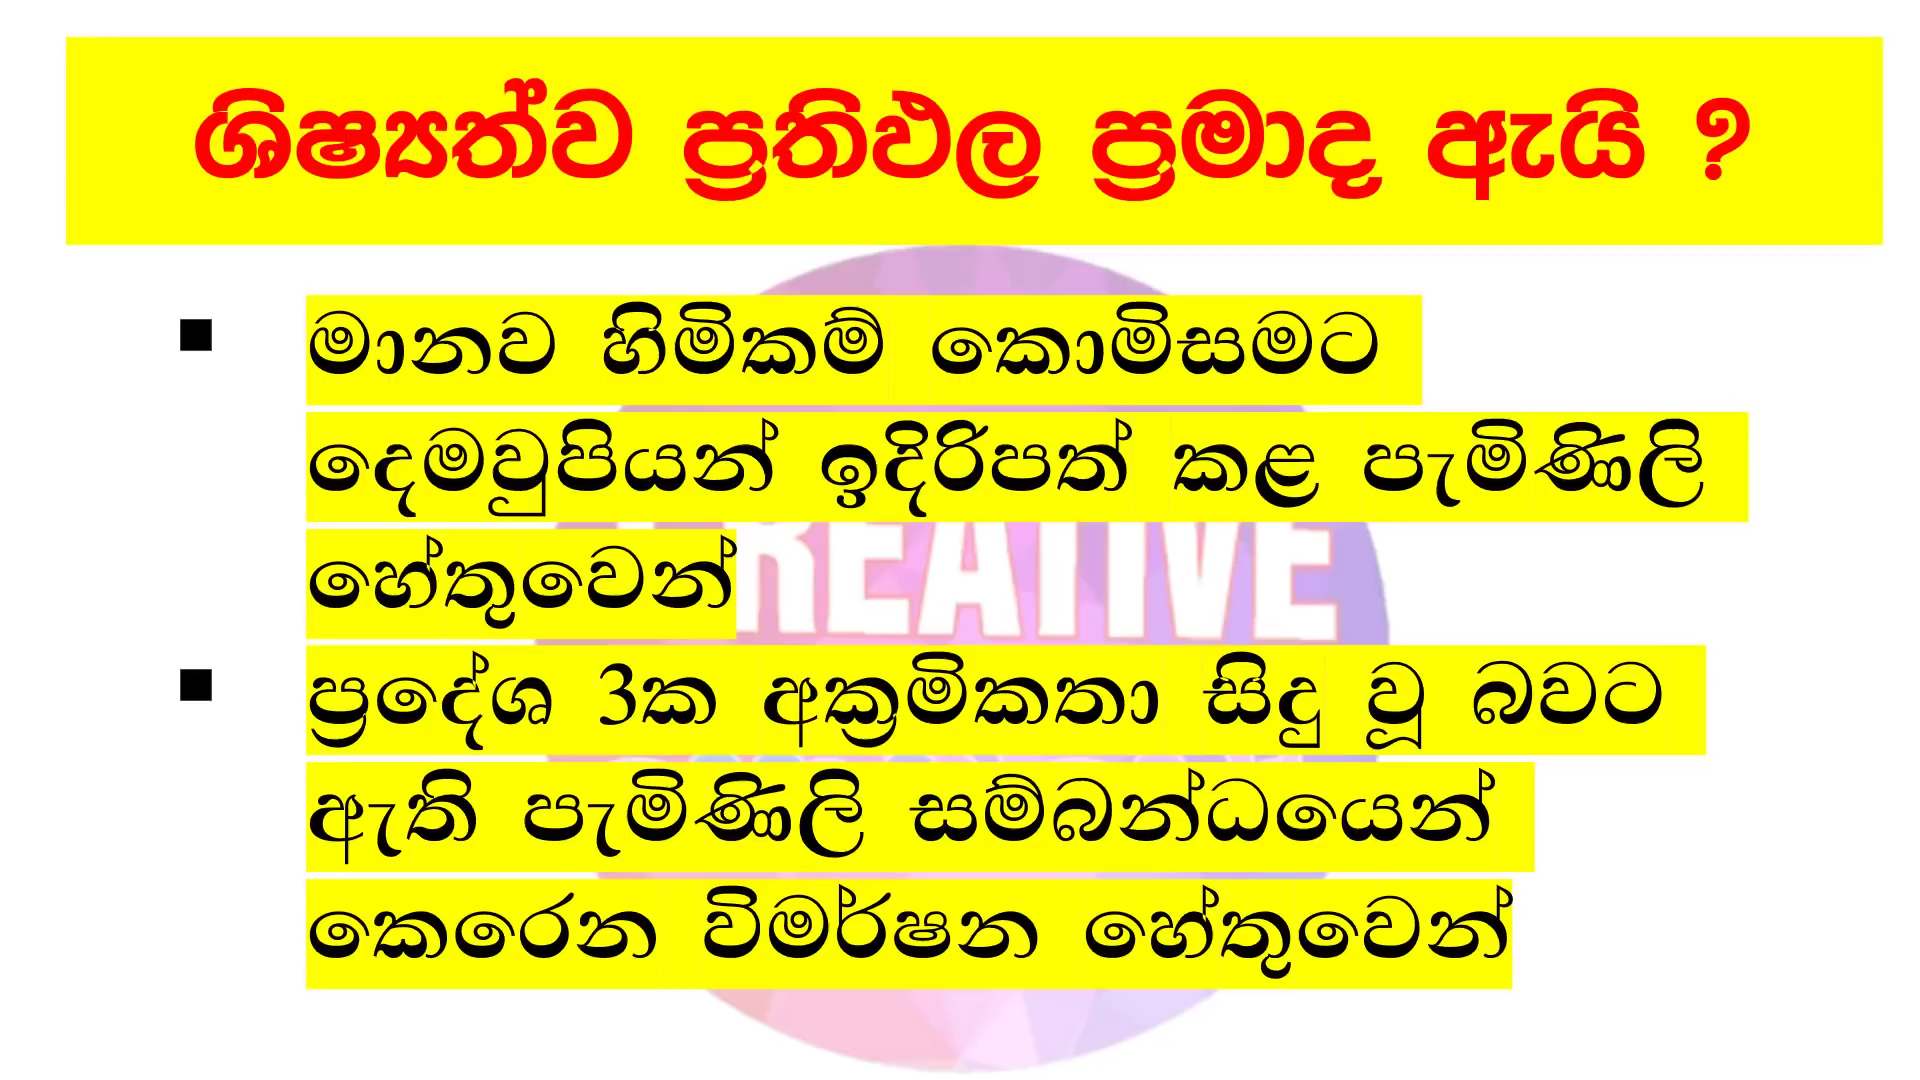 ශිෂ්‍යත්ව ප්‍රතිඵල ප්‍රමාද ඇයි ?
මානව හිමිකම් කොමිසමට
දෙමවුපියන් ඉදිරිපත් කළ පැමිණිලි
හේතුවෙන්
CREATIVE
ප්‍රදේශ 3ක අක්‍රමිකතා සිදු වූ බවට
ඇති පැමිණිලි සම්බන්ධයෙන්
කෙරෙන විමර්ෂන හේතුවෙන්